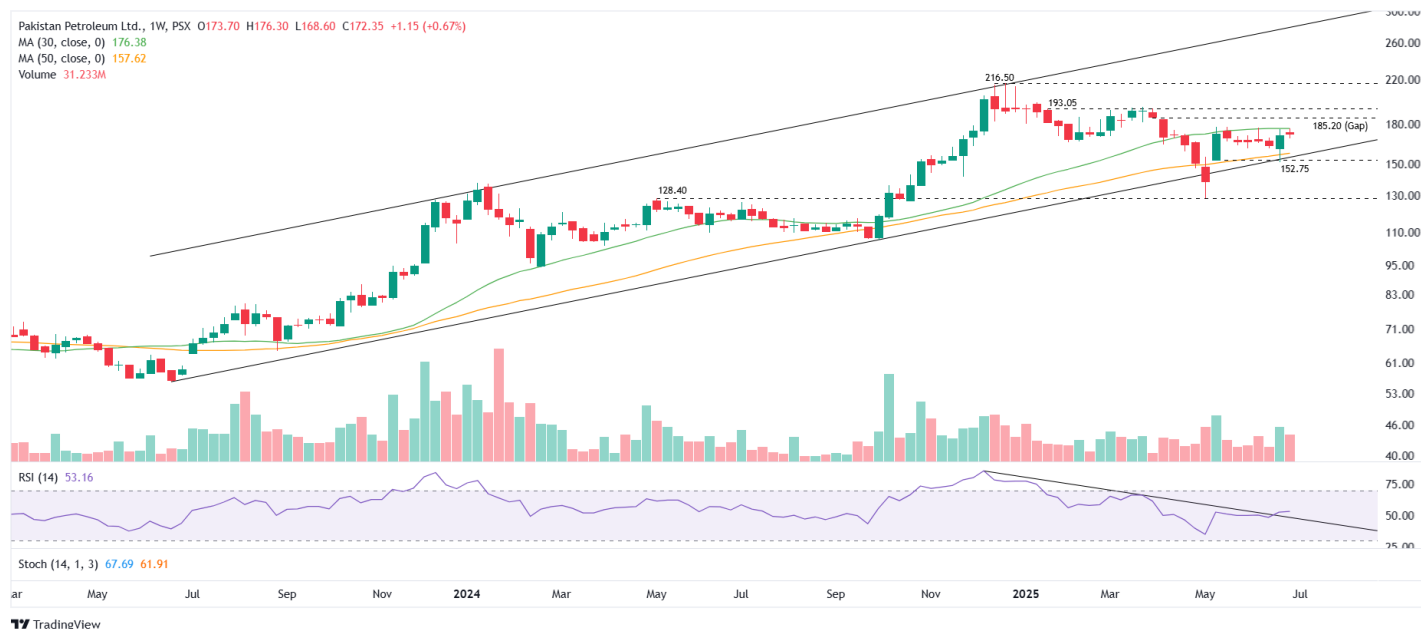 Pakistan Petroleum Ltd., 1W, PSX O173.70 H176.30 L168.60 C172.35 +1.15 (+0.67%)
MA (30, close, 0) 176.38
MA (50, close, 0) 157.62
Volume 31.233M
216.50
193.05
185.20 (Gap)
152.75
128.40
300.00
260.00
220.00
180.00
150.00
130.00
110.00
95.00
83.00
71.00
61.00
53.00
46.00
40.00
RSI (14) 53.16
75.00
50.00
25.00
Stoch (14, 1, 3) 67.69 61.91
ar May Jul Sep Nov 2024 Mar May Jul Sep Nov 2025 Mar May Jul
TradingView